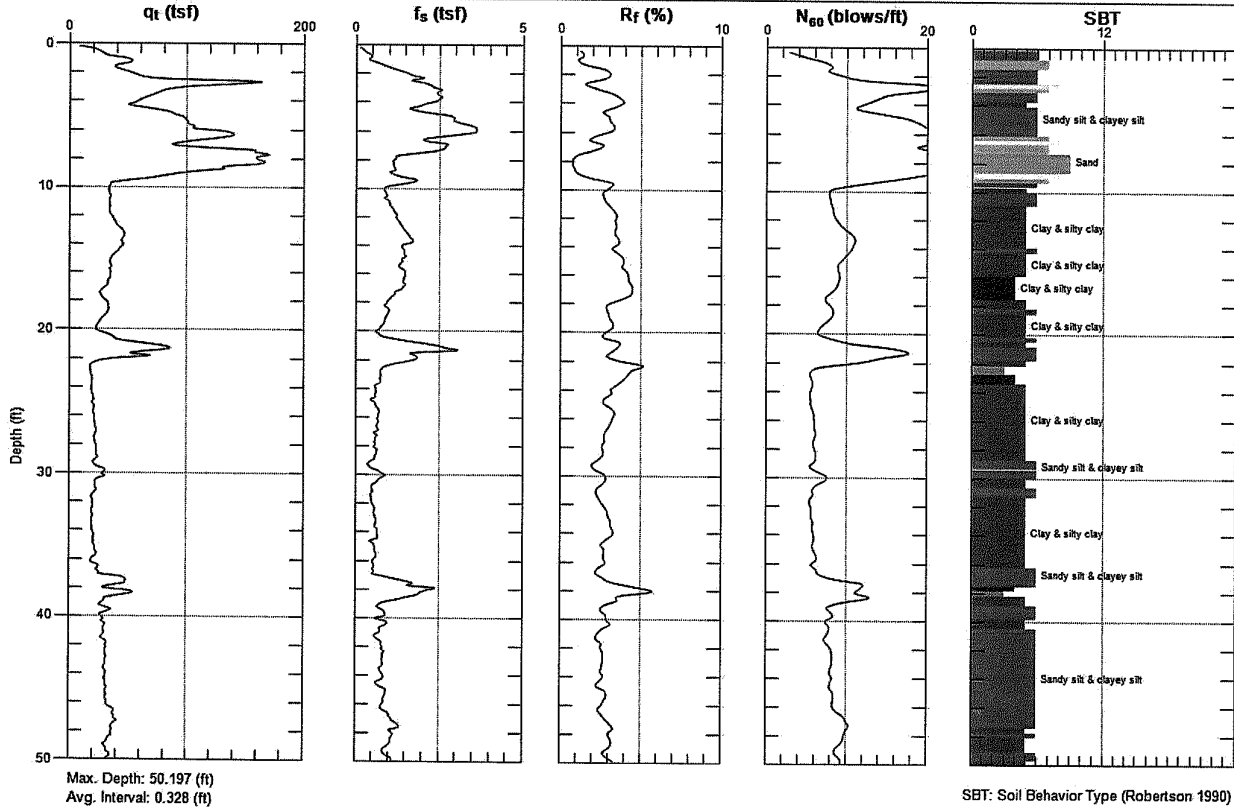 qt (tsf)
fs (tsf)
Rf (%)
N60 (blows/ft)
SBT
0
200
0
5
0
10
0
20
0
12
0
10
20
30
40
50
Depth (ft)
Sandy silt & clayey silt
Sand
Clay & silty clay
Clay & silty clay
Clay & silty clay
Clay & silty clay
Clay & silty clay
Sandy silt & clayey silt
Clay & silty clay
Sandy silt & clayey silt
Sandy silt & clayey silt
Max. Depth: 50.197 (ft)
Avg. Interval: 0.328 (ft)
SBT: Soil Behavior Type (Robertson 1990)